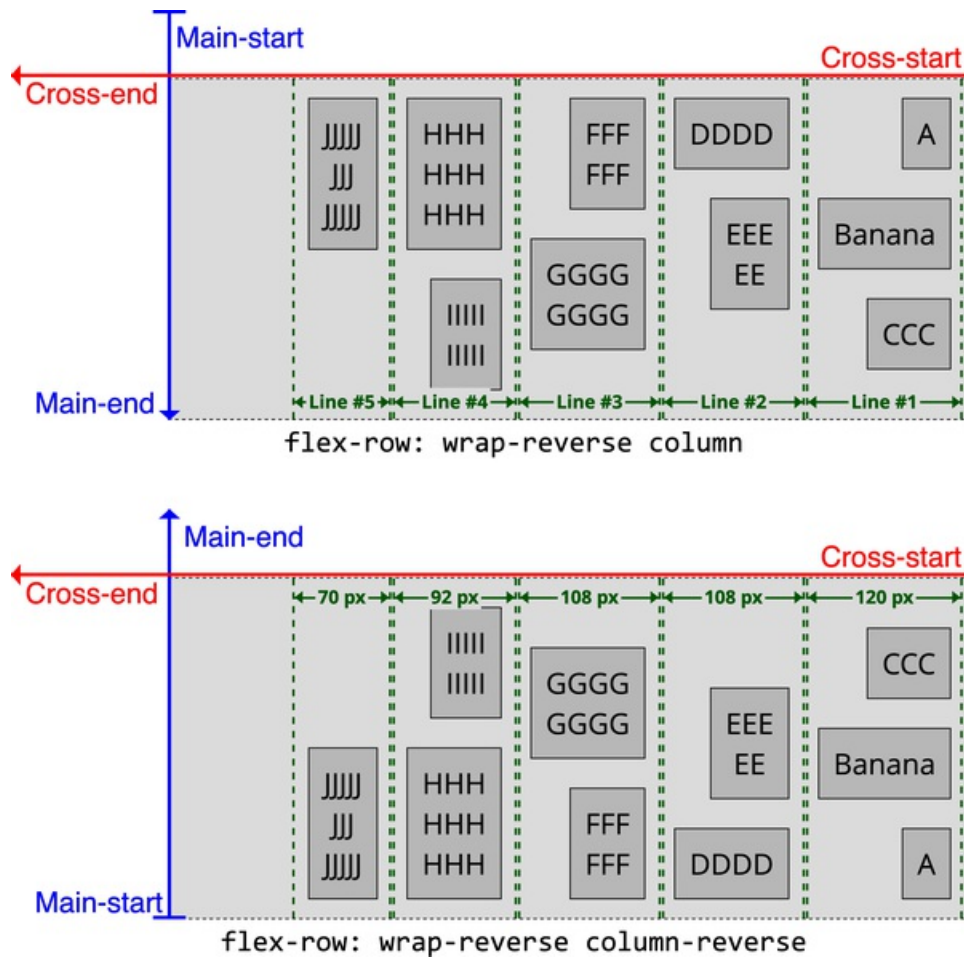 Main-start
Cross-start
Cross-end
JJJJJ
JJJ
JJJJJ
HHH
HHH
HHH
FFF
FFF
DDDD
A
EEE
EE
Banana
GGGG
GGGG
IIIII
IIIII
CCC
Main-end
Line #5
Line #4
Line #3
Line #2
Line #1
flex-row: wrap-reverse column
Main-end
Cross-start
Cross-end
70 px
92 px
108 px
108 px
120 px
IIIII
IIIII
CCC
GGGG
GGGG
EEE
EE
Banana
JJJJJ
JJJ
JJJJJ
HHH
HHH
HHH
FFF
FFF
DDDD
A
Main-start
flex-row: wrap-reverse column-reverse